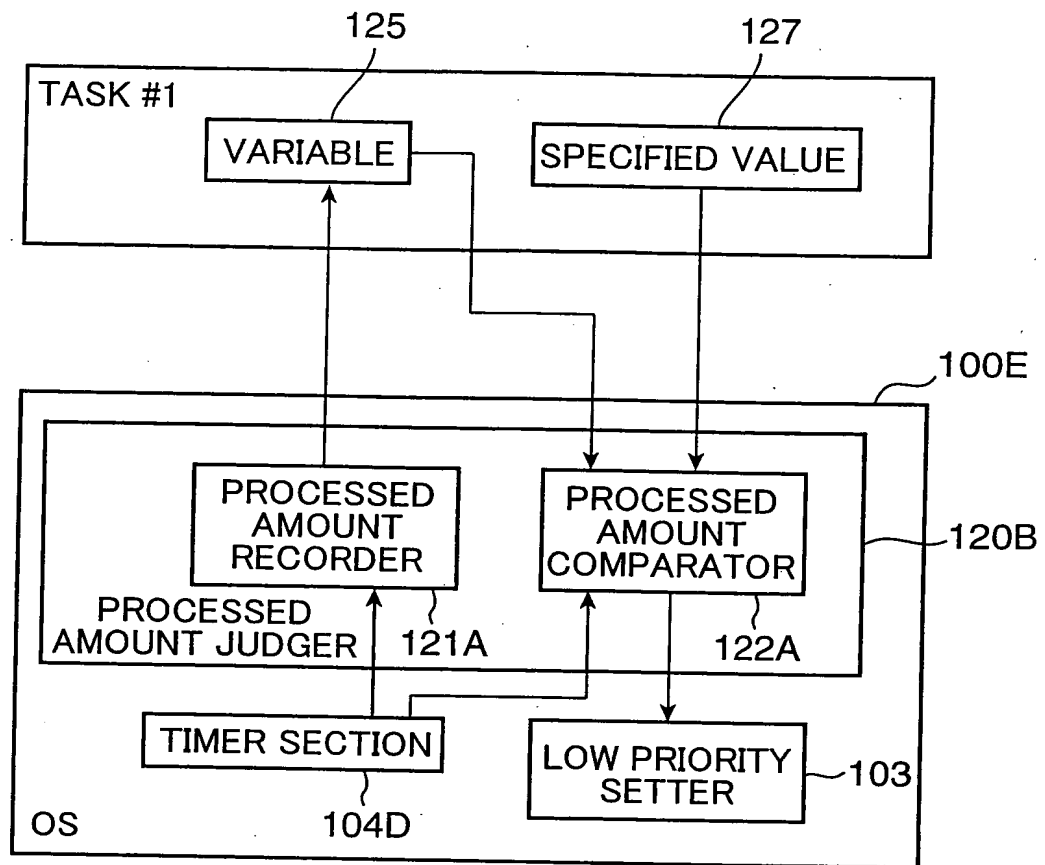 125
127
TASK #1
VARIABLE
SPECIFIED VALUE
100E
PROCESSED
AMOUNT
RECORDER
PROCESSED
AMOUNT
COMPARATOR
120B
PROCESSED
AMOUNT JUDGER
121A
122A
TIMER SECTION
LOW PRIORITY
SETTER
103
OS
104D